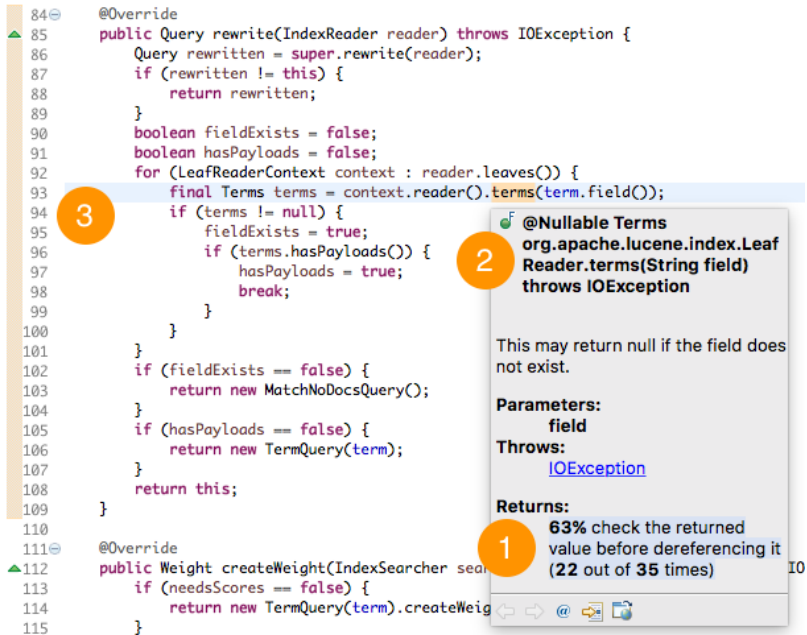 84 @Override
85 public Query rewrite(IndexReader reader) throws IOException {
86 Query rewritten = super.rewrite(reader);
87 if (rewritten != this) {
88 return rewritten;
89 }
90 boolean fieldExists = false;
91 boolean hasPayloads = false;
92 for (LeafReaderContext context : reader.leaves()) {
93 final Terms terms = context.reader().terms(term.field());
94 if (terms != null) {
95 fieldExists = true;
96 if (terms.hasPayloads()) {
97 hasPayloads = true;
98 break;
99 }
100 }
101 }
102 if (fieldExists == false) {
103 return new MatchNoDocsQuery();
104 }
105 if (hasPayloads == false) {
106 return new TermQuery(term);
107 }
108 return this;
109 }
110
111 @Override
112 public Weight createWeight(IndexSearcher sear IO
113 if (needsScores == false) {
114 return new TermQuery(term).createWeig
115 }
3
2
@Nullable Terms
org.apache.lucene.index.Leaf
Reader.terms(String field)
throws IOException
This may return null if the field does
not exist.
Parameters:
field
Throws:
IOException
Returns:
1
63% check the returned
value before dereferencing it
(22 out of 35 times)
@